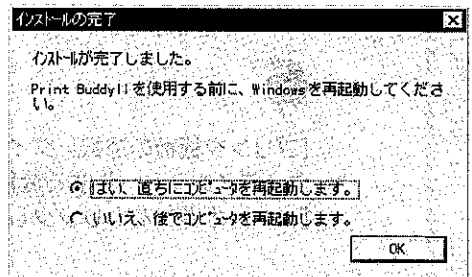 インストールの完了
インストールが完了しました。
Print BuddyIIを使用する前に、Windowsを再起動してくださ
い。
はい、直ちにコンピュータを再起動します。
いいえ、後でコンピュータを再起動します。
OK